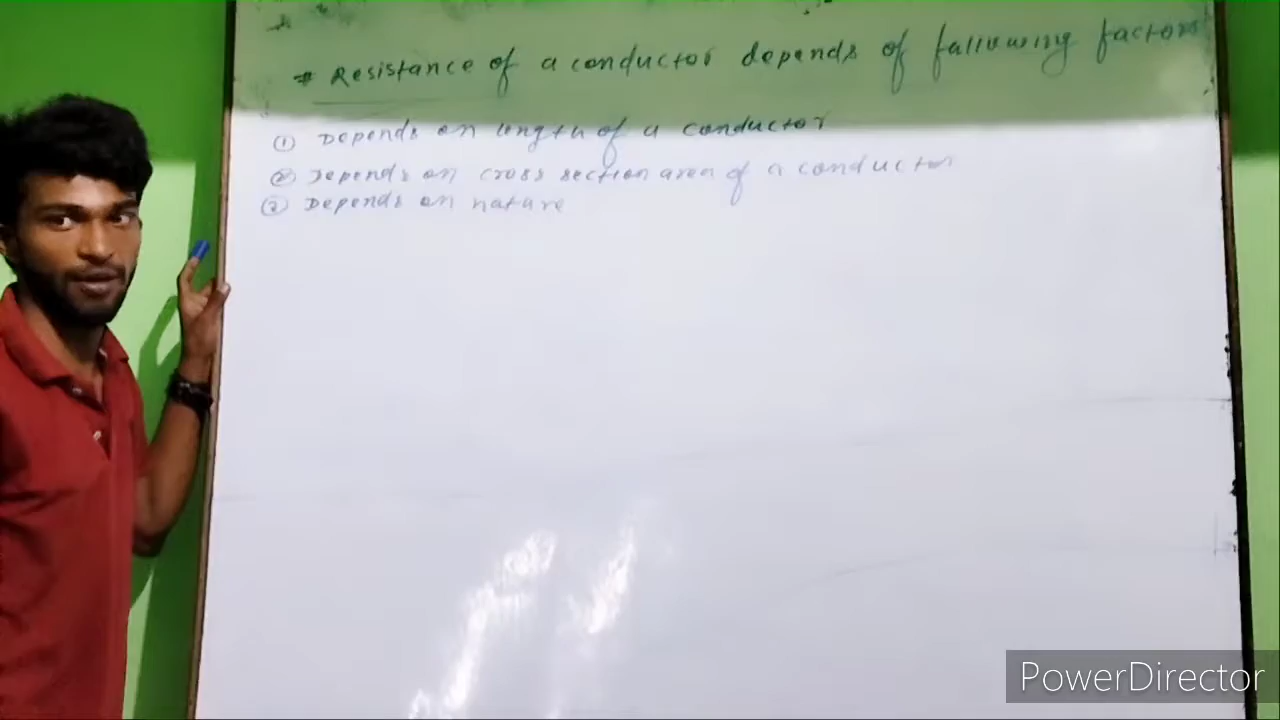 # Resistance of a conductor depends of following factors
① Depends on length of a conductor
② Depends on cross section area of a conductor
③ Depends on nature
PowerDirector